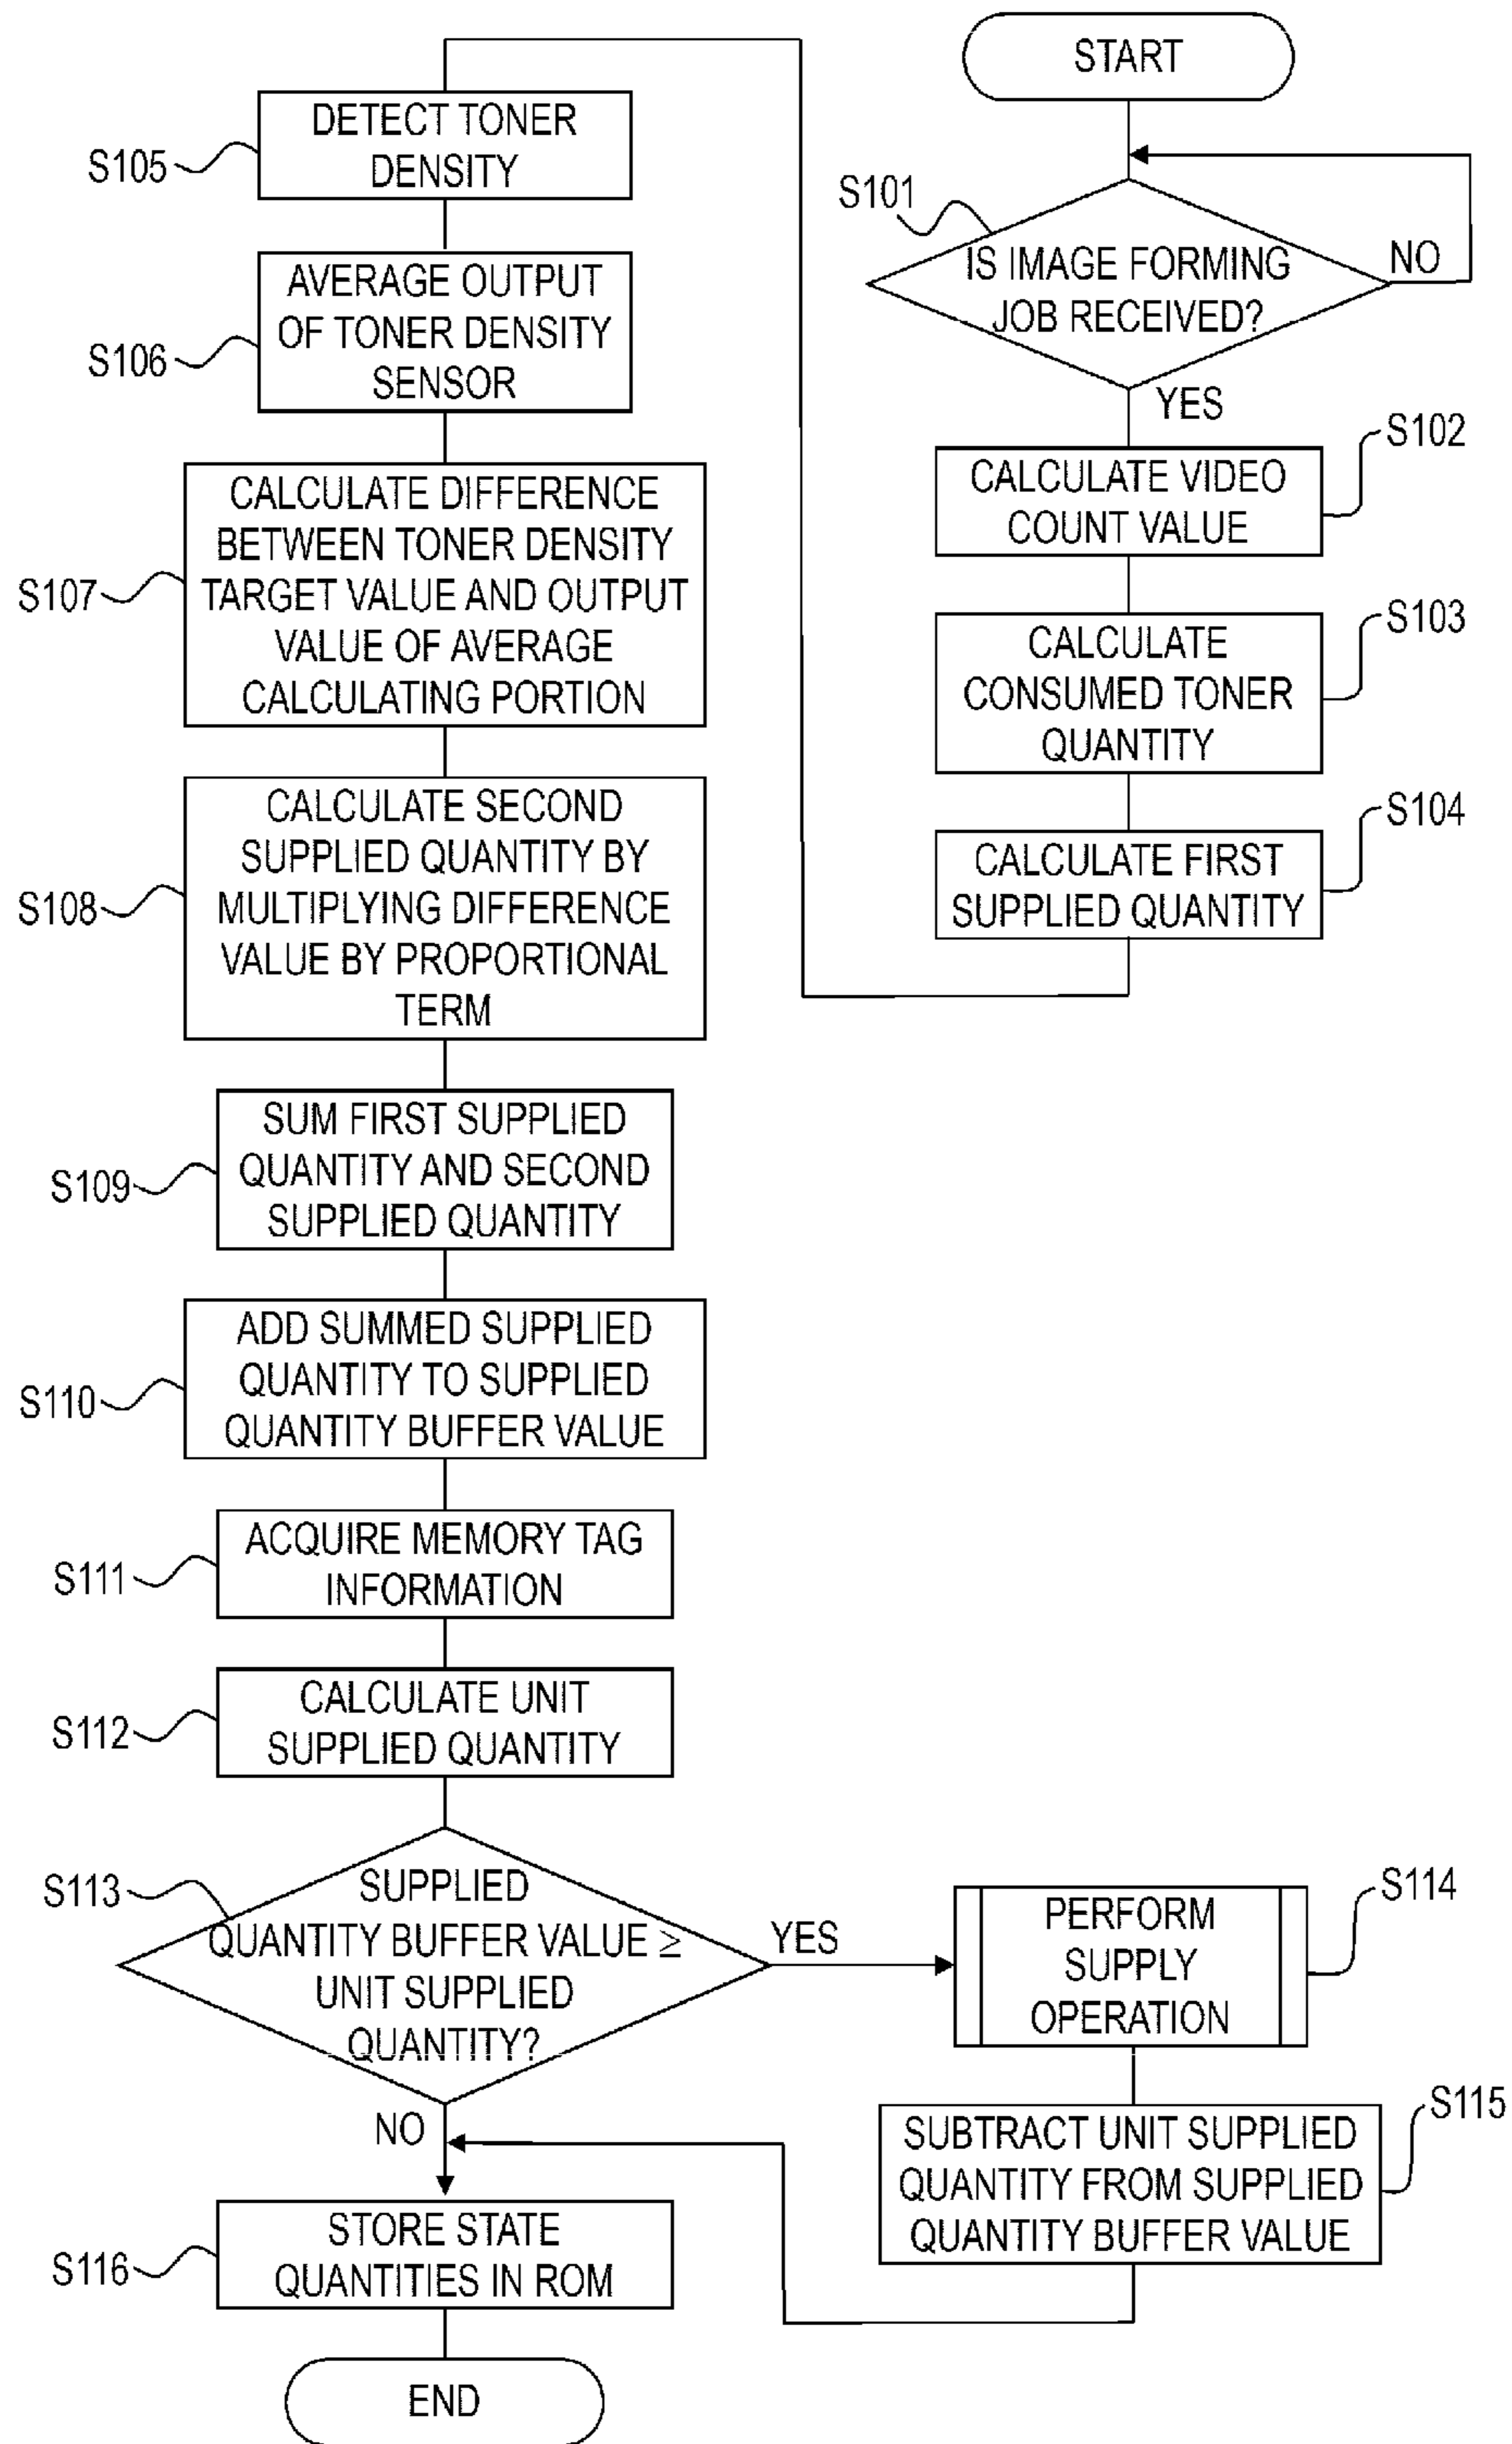 START
S101
IS IMAGE FORMING
JOB RECEIVED?
NO
YES
S102
CALCULATE VIDEO
COUNT VALUE
S103
CALCULATE
CONSUMED TONER
QUANTITY
S104
CALCULATE FIRST
SUPPLIED QUANTITY
S105
DETECT TONER
DENSITY
S106
AVERAGE OUTPUT
OF TONER DENSITY
SENSOR
S107
CALCULATE DIFFERENCE
BETWEEN TONER DENSITY
TARGET VALUE AND OUTPUT
VALUE OF AVERAGE
CALCULATING PORTION
S108
CALCULATE SECOND
SUPPLIED QUANTITY BY
MULTIPLYING DIFFERENCE
VALUE BY PROPORTIONAL
TERM
S109
SUM FIRST SUPPLIED
QUANTITY AND SECOND
SUPPLIED QUANTITY
S110
ADD SUMMED SUPPLIED
QUANTITY TO SUPPLIED
QUANTITY BUFFER VALUE
S111
ACQUIRE MEMORY TAG
INFORMATION
S112
CALCULATE UNIT
SUPPLIED QUANTITY
S113
SUPPLIED
QUANTITY BUFFER VALUE ≥
UNIT SUPPLIED
QUANTITY?
YES
NO
S114
PERFORM
SUPPLY
OPERATION
S115
SUBTRACT UNIT SUPPLIED
QUANTITY FROM SUPPLIED
QUANTITY BUFFER VALUE
S116
STORE STATE
QUANTITIES IN ROM
END